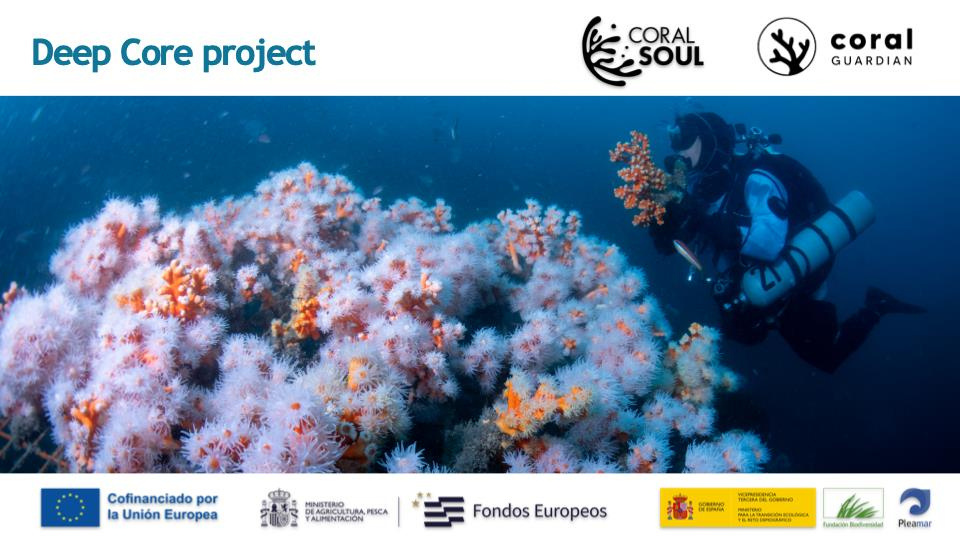 Deep Core project
CORAL
SOUL
coral
GUARDIAN
Cofinanciado por
la Unión Europea
MINISTERIO
DE AGRICULTURA, PESCA
Y ALIMENTACIÓN
Fondos Europeos
GOBIERNO
DE ESPAÑA
VICEPRESIDENCIA
TERCERA DEL GOBIERNO
MINISTERIO
PARA LA TRANSICIÓN ECOLÓGICA
Y EL RETO DEMOGRÁFICO
Fundación Biodiversidad
Pleamar